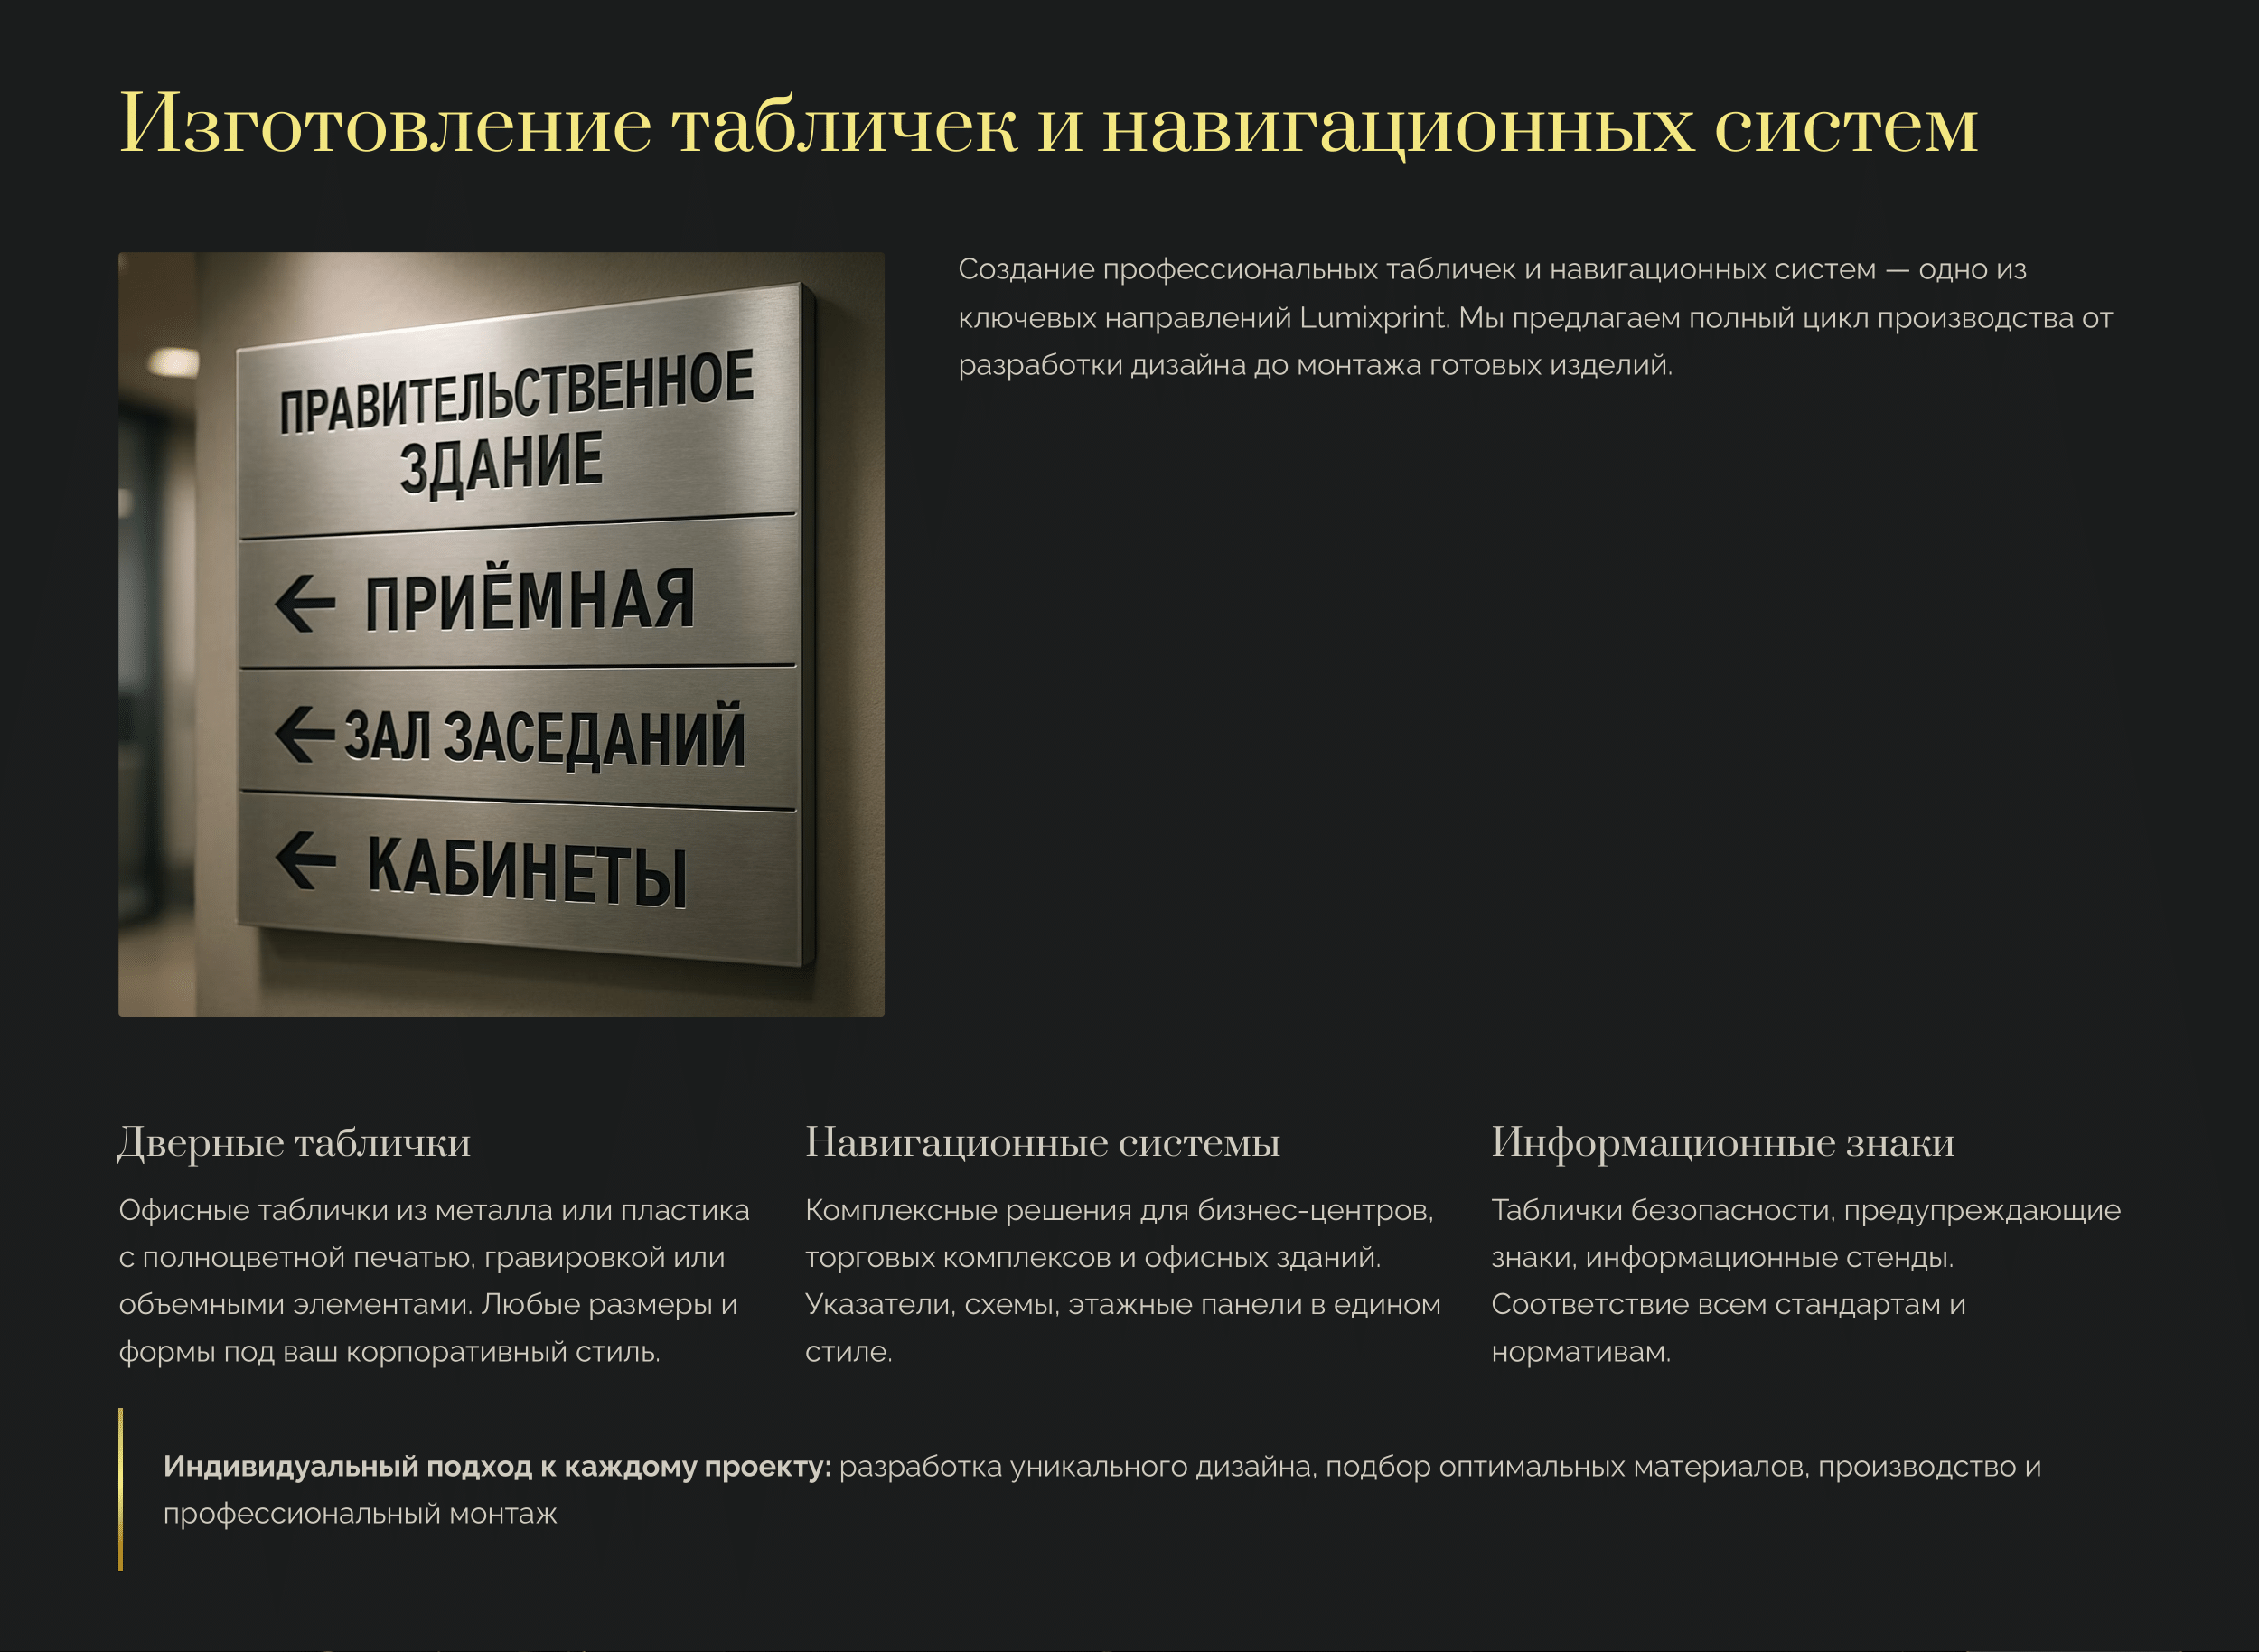 Изготовление табличек и навигационных систем
ПРАВИТЕЛЬСТВЕННОЕ
ЗДАНИЕ
← ПРИЁМНАЯ
← ЗАЛ ЗАСЕДАНИЙ
← КАБИНЕТЫ
Создание профессиональных табличек и навигационных систем — одно из
ключевых направлений Lumixprint. Мы предлагаем полный цикл производства от
разработки дизайна до монтажа готовых изделий.
Дверные таблички
Офисные таблички из металла или пластика
с полноцветной печатью, гравировкой или
объемными элементами. Любые размеры и
формы под ваш корпоративный стиль.
Навигационные системы
Комплексные решения для бизнес-центров,
торговых комплексов и офисных зданий.
Указатели, схемы, этажные панели в едином
стиле.
Информационные знаки
Таблички безопасности, предупреждающие
знаки, информационные стенды.
Соответствие всем стандартам и
нормативам.
Индивидуальный подход к каждому проекту: разработка уникального дизайна, подбор оптимальных материалов, производство и
профессиональный монтаж